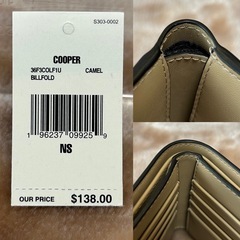 S303-0002
COOPER
36F3COLF1U CAMEL
BILLFOLD
1 96237 09925 9
NS
OUR PRICE $138.00